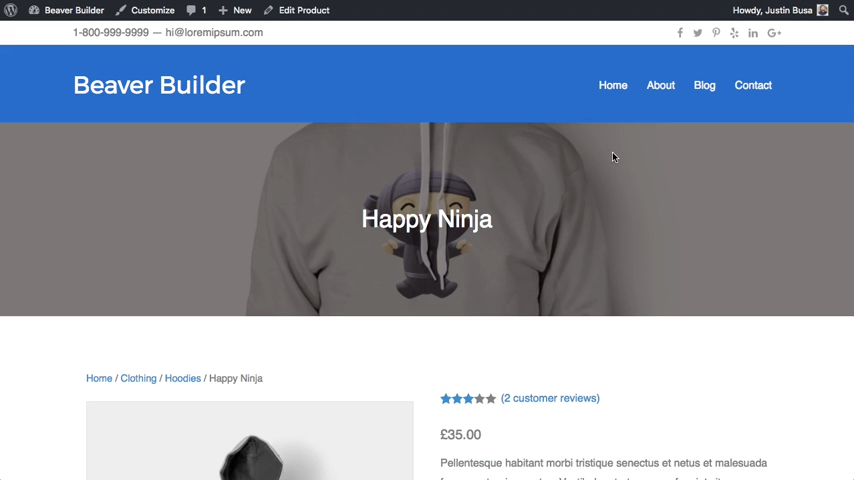 Beaver Builder Customize 1 New Edit Product Howdy, Justin Busa
1-800-999-9999 — hi@loremipsum.com
Beaver Builder Home About Blog Contact
Happy Ninja
Home / Clothing / Hoodies / Happy Ninja
(2 customer reviews)
£35.00
Pellentesque habitant morbi tristique senectus et netus et malesuada